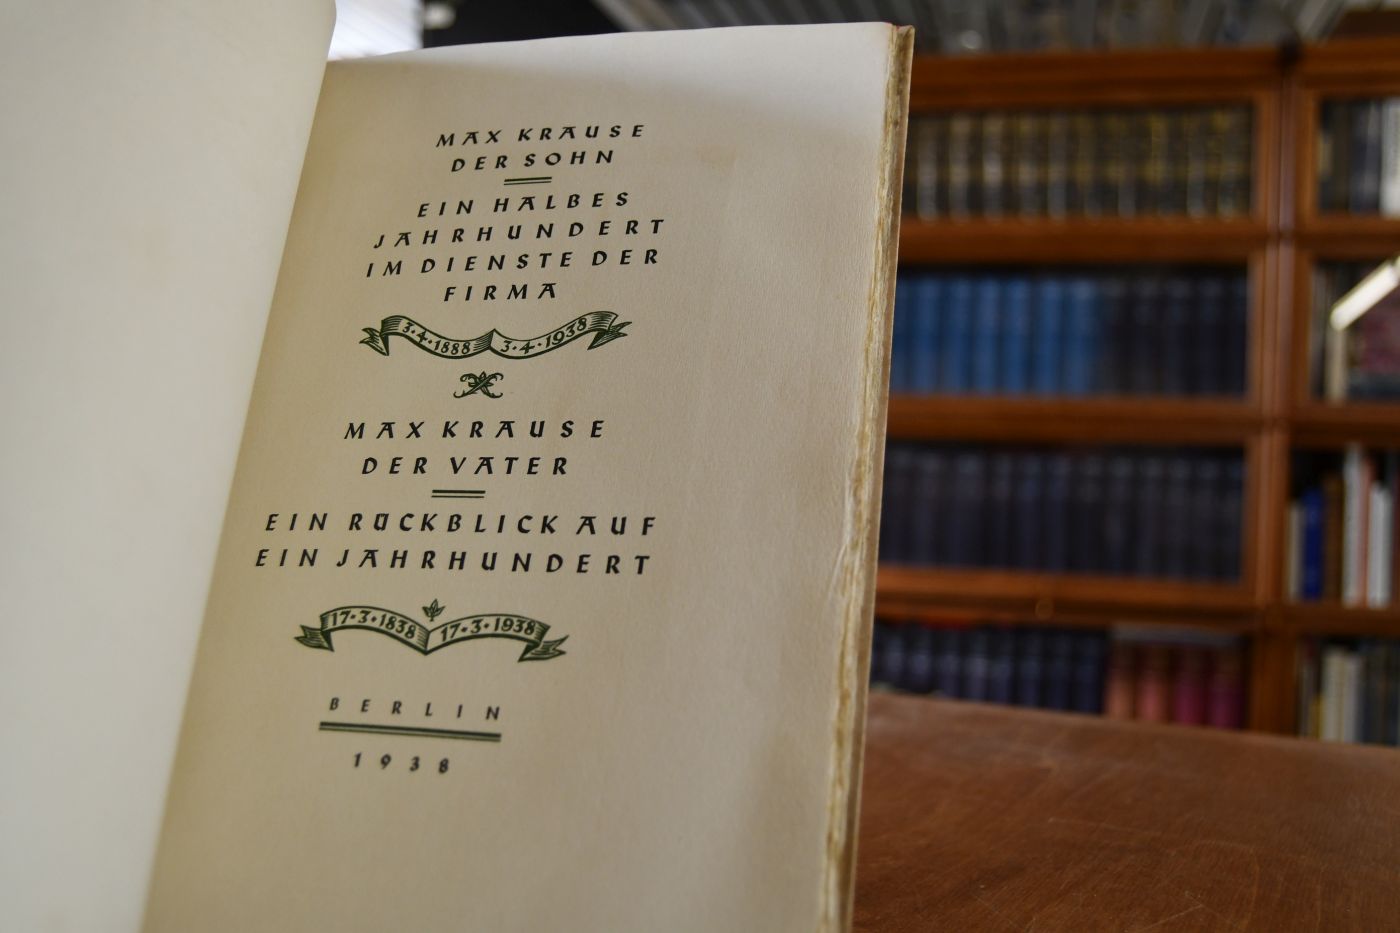 MAX KRAUSE
DER SOHN
EIN HALBES
JAHRHUNDERT
IM DIENSTE DER
FIRMA
3·4·1888 3·4·1938
MAX KRAUSE
DER VATER
EIN RÜCKBLICK AUF
EIN JAHRHUNDERT
17·3·1838 17·3·1938
BERLIN
1938